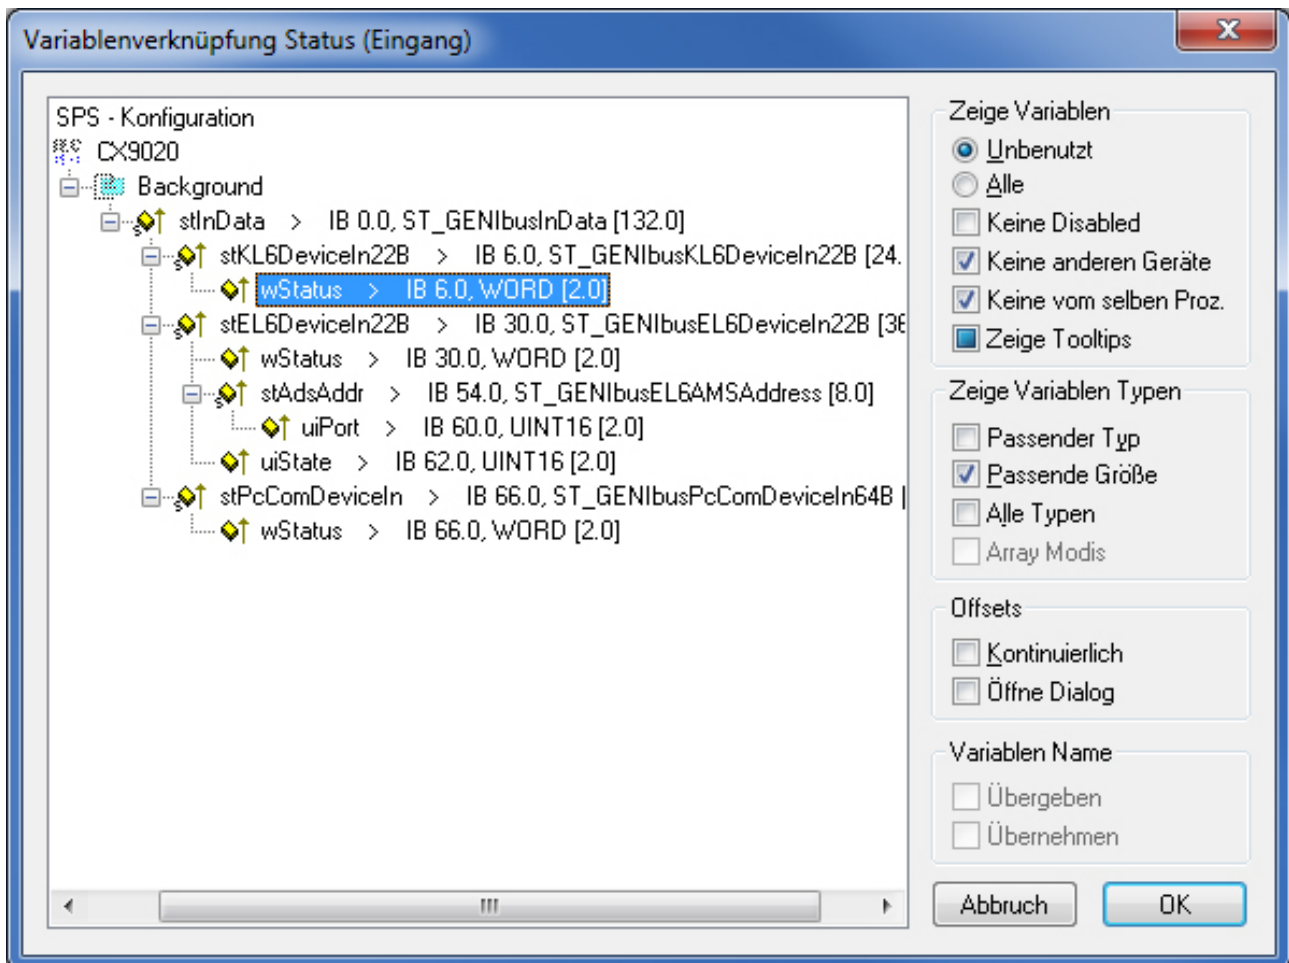 Variablenverknüpfung Status (Eingang)
SPS - Konfiguration
CX9020
Background
stInData > IB 0.0, ST_GENIbusInData [132.0]
stKL6DeviceIn22B > IB 6.0, ST_GENIbusKL6DeviceIn22B [24.
wStatus > IB 6.0, WORD [2.0]
stEL6DeviceIn22B > IB 30.0, ST_GENIbusEL6DeviceIn22B [36
wStatus > IB 30.0, WORD [2.0]
stAdsAddr > IB 54.0, ST_GENIbusEL6AMSAddress [8.0]
uiPort > IB 60.0, UINT16 [2.0]
uiState > IB 62.0, UINT16 [2.0]
stPcComDeviceIn > IB 66.0, ST_GENIbusPcComDeviceIn64B [
wStatus > IB 66.0, WORD [2.0]
Zeige Variablen
Unbenutzt
Alle
Keine Disabled
Keine anderen Geräte
Keine vom selben Proz.
Zeige Tooltips
Zeige Variablen Typen
Passender Typ
Passende Größe
Alle Typen
Array Modis
Offsets
Kontinuierlich
Öffne Dialog
Variablen Name
Übergeben
Übernehmen
Abbruch
OK